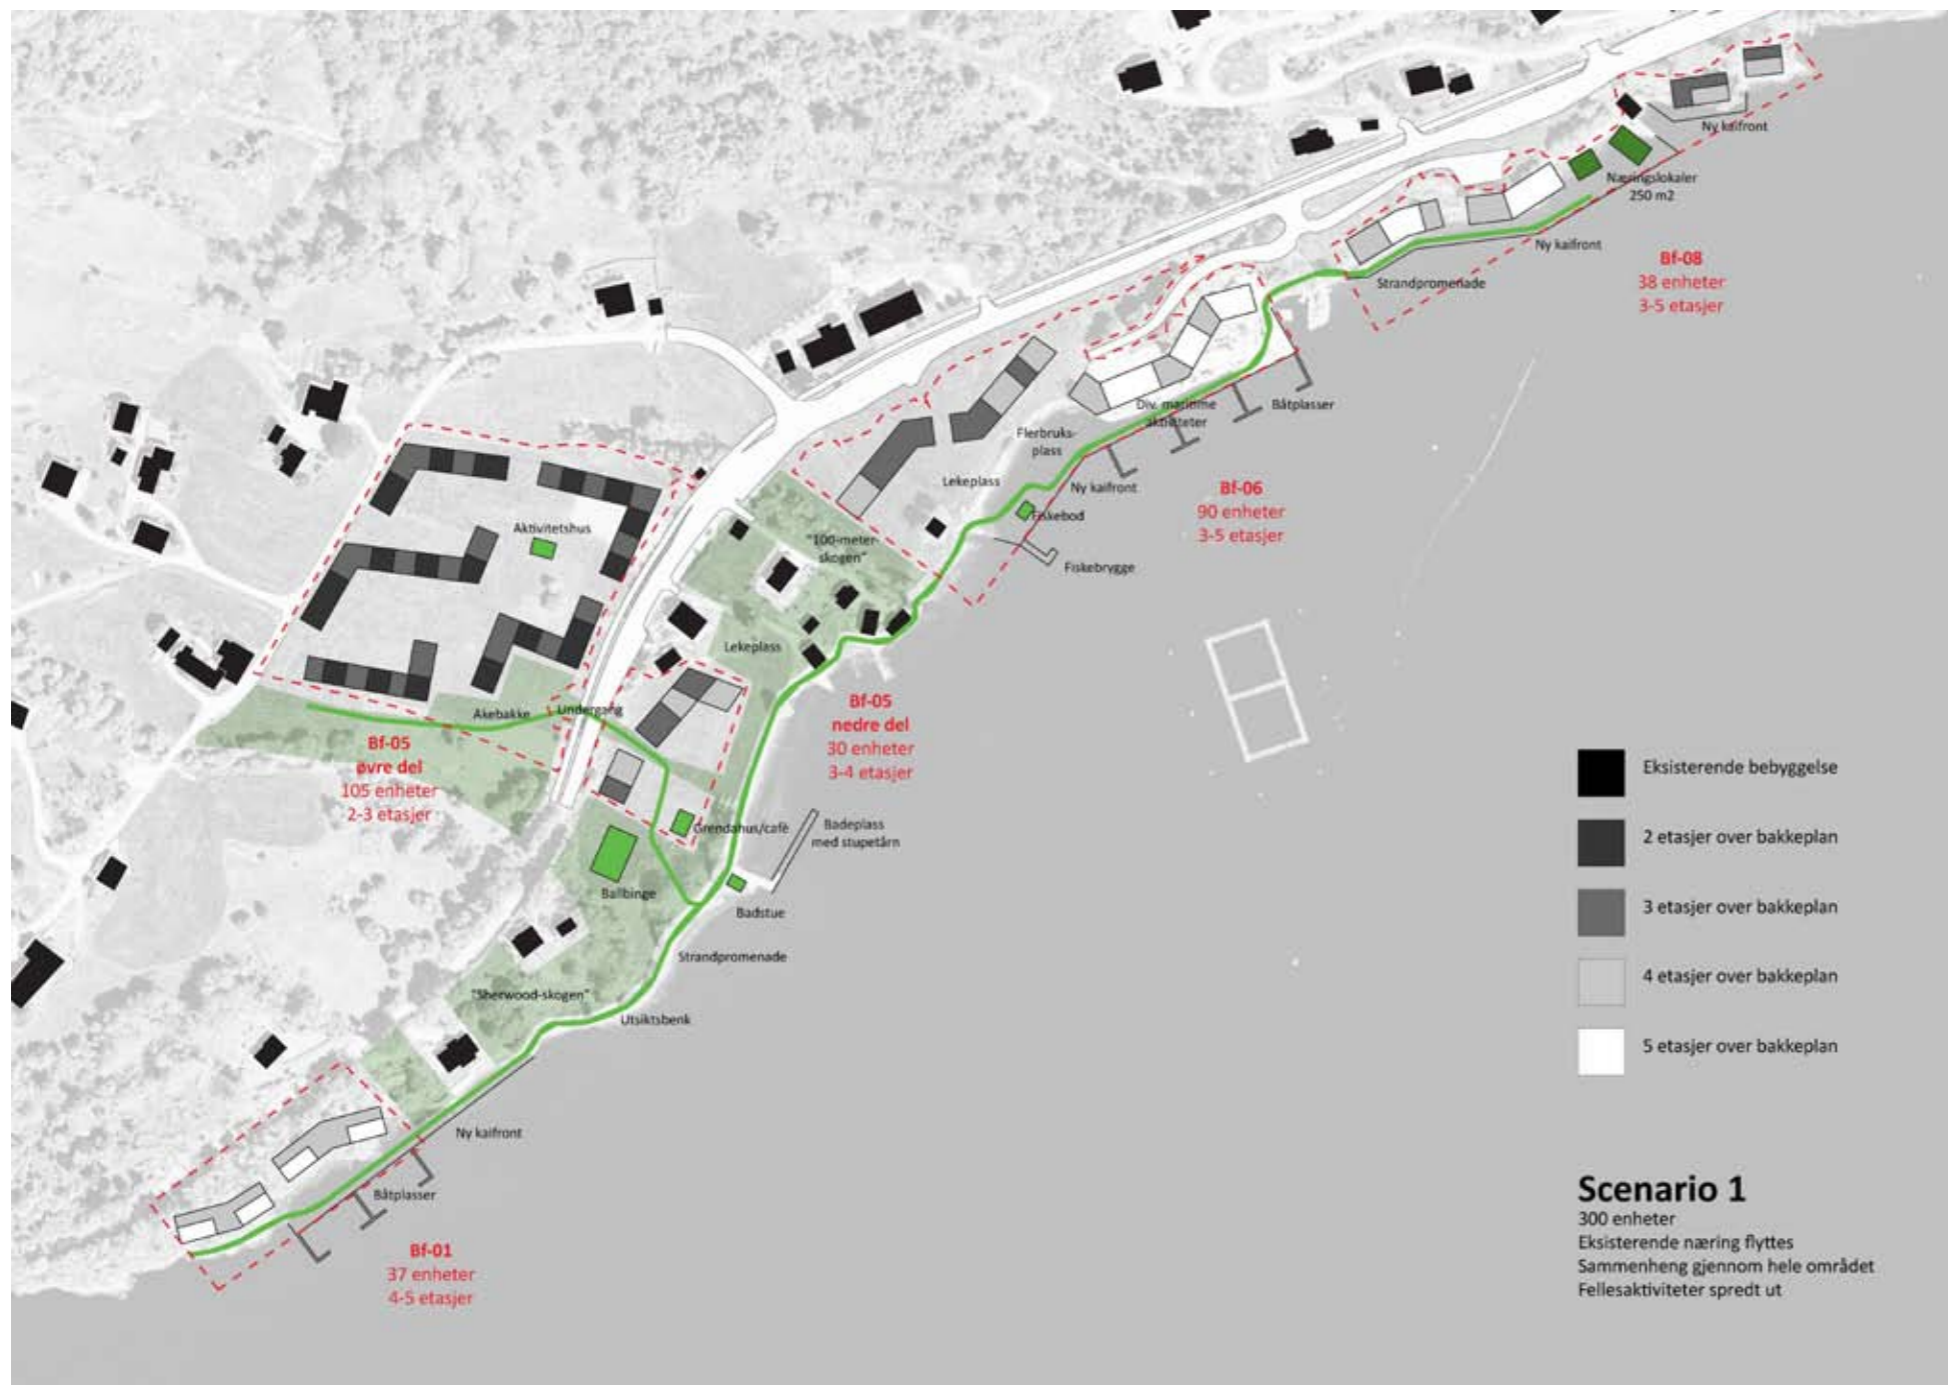 Ny kaifront
Næringslokaler
250 m2
Ny kaifront
Bf-08
38 enheter
3-5 etasjer
Strandpromenade
Div. maritime
aktiviteter
Båtplasser
Flerbruks-
plass
Lekeplass
Ny kaifront
Bf-06
90 enheter
3-5 etasjer
Fiskebod
Fiskebrygge
Aktivitetshus
"100-meter-
skogen"
Lekeplass
Akebakke
Undergang
Bf-05
øvre del
105 enheter
2-3 etasjer
Bf-05
nedre del
30 enheter
3-4 etasjer
Grendahus/cafè
Badeplass
med stupetårn
Ballbinge
Badstue
Strandpromenade
"Sherwood-skogen"
Utsiktsbenk
Ny kaifront
Båtplasser
Bf-01
37 enheter
4-5 etasjer
Eksisterende bebyggelse
2 etasjer over bakkeplan
3 etasjer over bakkeplan
4 etasjer over bakkeplan
5 etasjer over bakkeplan
Scenario 1
300 enheter
Eksisterende næring flyttes
Sammenheng gjennom hele området
Fellesaktiviteter spredt ut